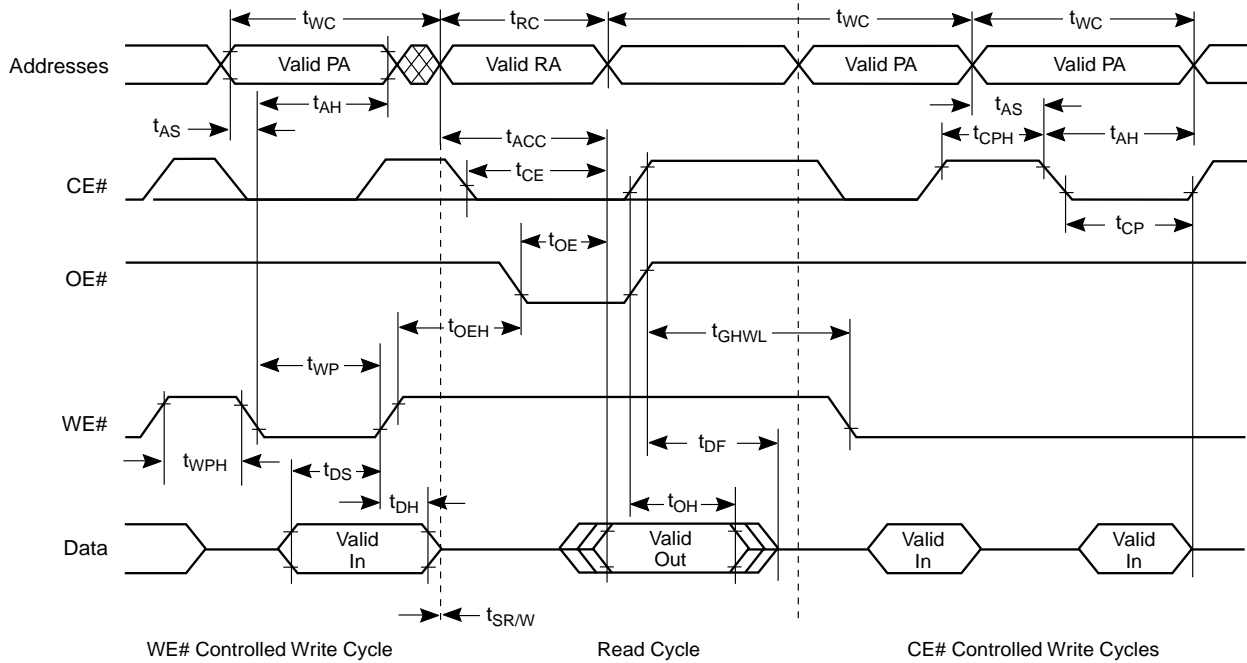 tWC
tRC
tWC
tWC
Addresses
Valid PA
Valid RA
Valid PA
Valid PA
tAH
tAS
tAS
tCPH
tAH
tACC
CE#
tCE
tCP
tOE
OE#
tOEH
tGHWL
tWP
WE#
tWPH
tDF
tDS
tDH
tOH
Data
Valid
In
Valid
Out
Valid
In
Valid
In
tSR/W
WE# Controlled Write Cycle
Read Cycle
CE# Controlled Write Cycles